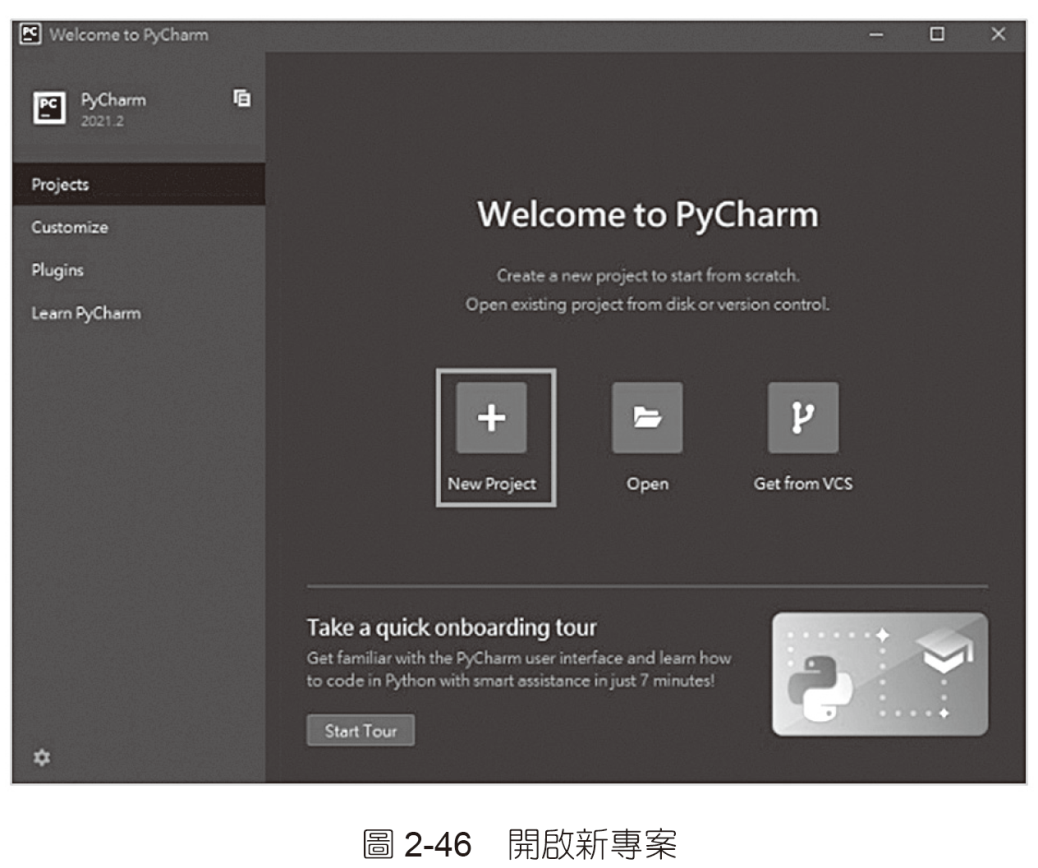 Welcome to PyCharm
PyCharm
2021.2
Projects
Customize
Plugins
Learn PyCharm
Welcome to PyCharm
Create a new project to start from scratch.
Open existing project from disk or version control.
New Project
Open
Get from VCS
Take a quick onboarding tour
Get familiar with the PyCharm user interface and learn how
to code in Python with smart assistance in just 7 minutes!
Start Tour
圖 2-46 開啟新專案